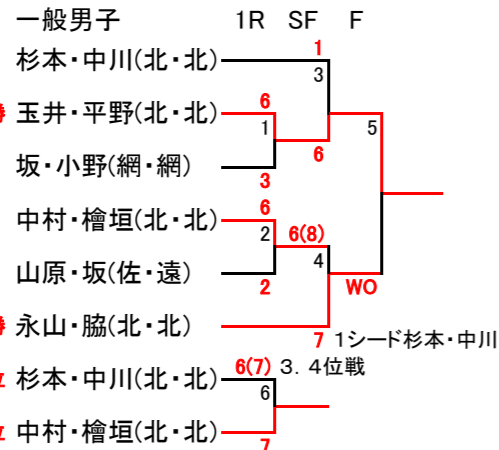 一般男子 1R SF F
1
杉本・中川(北・北) 3
玉井・平野(北・北) 6
1 5
坂・小野(網・網) 6
3
中村・檜垣(北・北) 6
2 6(8)
4
山原・坂(佐・遠) 2 WO
永山・脇(北・北)
7 1シード杉本・中川
杉本・中川(北・北) 6(7) 3．4位戦
6
中村・檜垣(北・北) 7